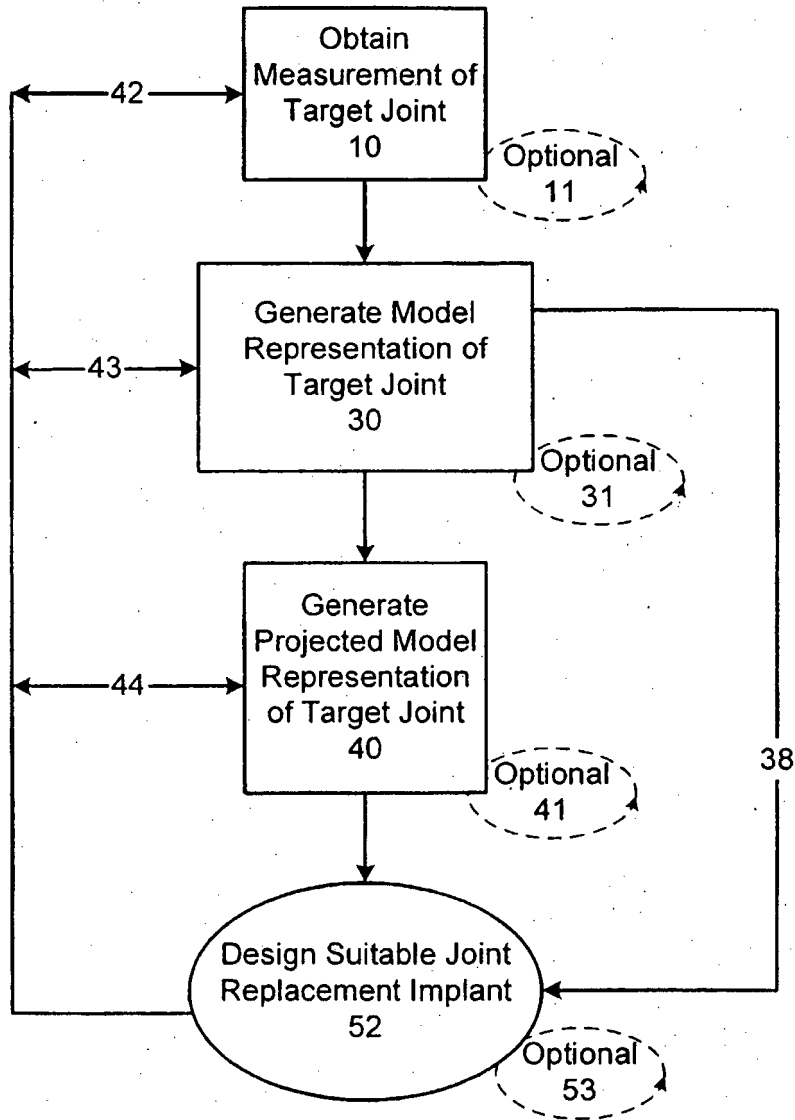 Obtain
Measurement of
Target Joint
10
42
Optional
11
Generate Model
Representation of
Target Joint
30
43
Optional
31
Generate
Projected Model
Representation
of Target Joint
40
44
38
Optional
41
Design Suitable Joint
Replacement Implant
52
Optional
53